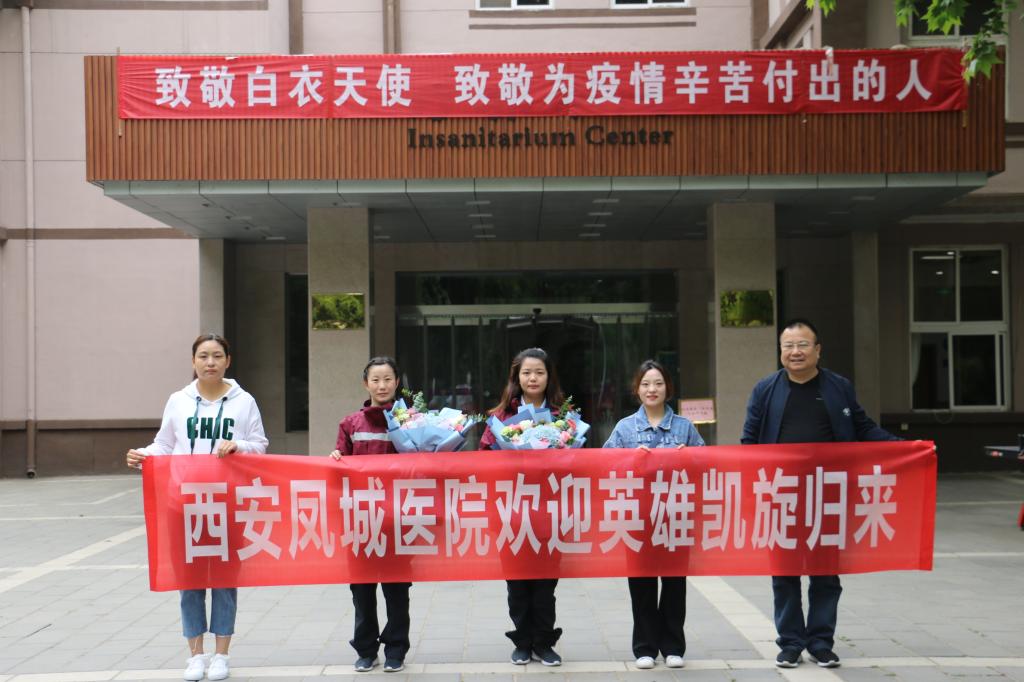 致敬白衣天使 致敬为疫情辛苦付出的人
Insanitarium Center
CHIC
西安凤城医院欢迎英雄凯旋归来